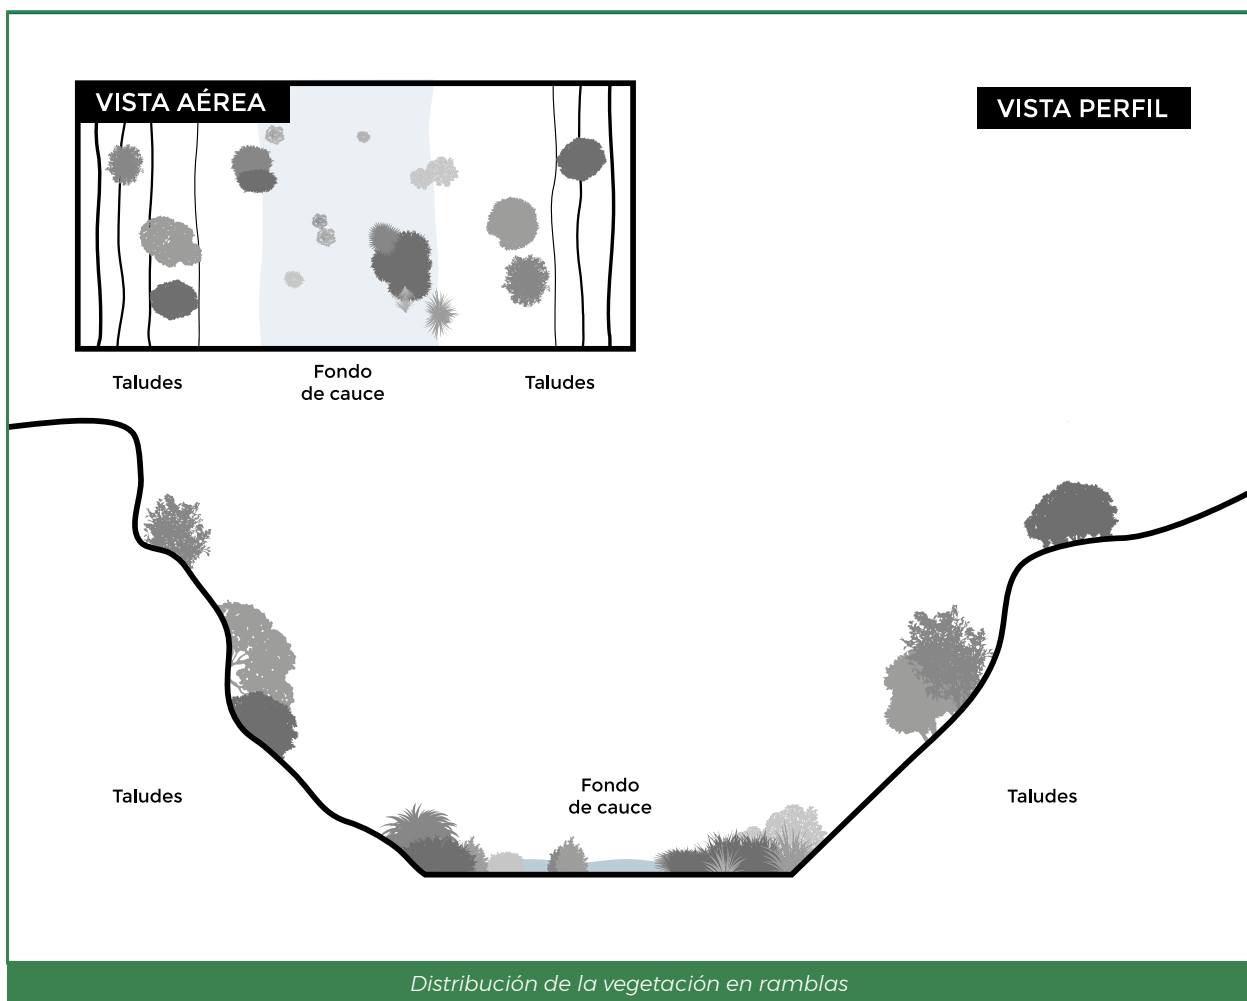 VISTA AÉREA
VISTA PERFIL
Taludes
Fondo
de cauce
Taludes
Taludes
Fondo
de cauce
Taludes
Distribución de la vegetación en ramblas